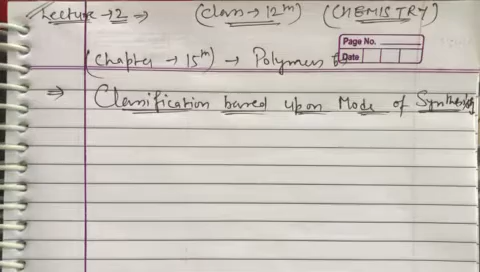 Lecture → 2 ⇒ (Class → 12th) (CHEMISTRY)
Page No.
(Chapter → 15th) → Polymers
Date
⇒ Classification based upon Mode of Synthesis